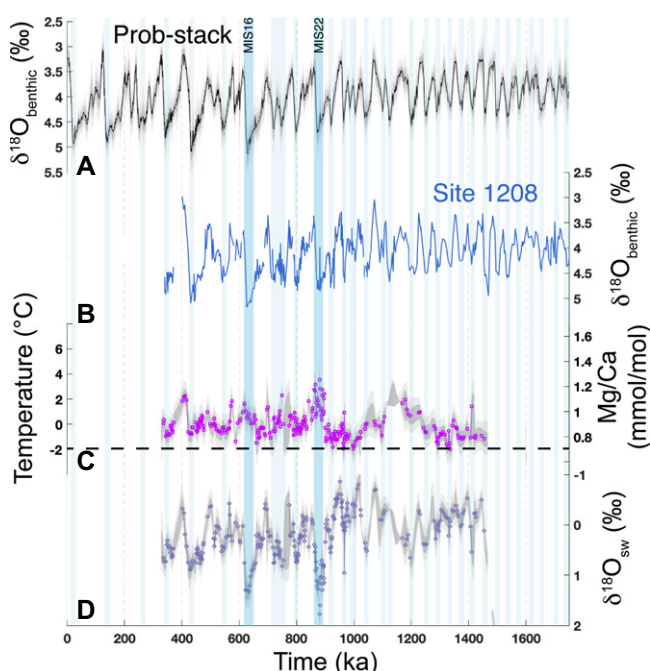 Prob-stack
MIS16
MIS22
2.5
3.5
4.0
4.5
5.0
5.5
δ18Obenthic (‰)
A
Site 1208
2.5
3
3.5
4
4.5
5
δ18Obenthic (‰)
B
6
4
2
0
-2
Temperature (°C)
1.6
1.4
1.2
1
0.8
Mg/Ca
(mmol/mol)
C
-1
0
1
2
δ18Osw (‰)
D
0
200
400
600
800
1000
1200
1400
1600
Time (ka)